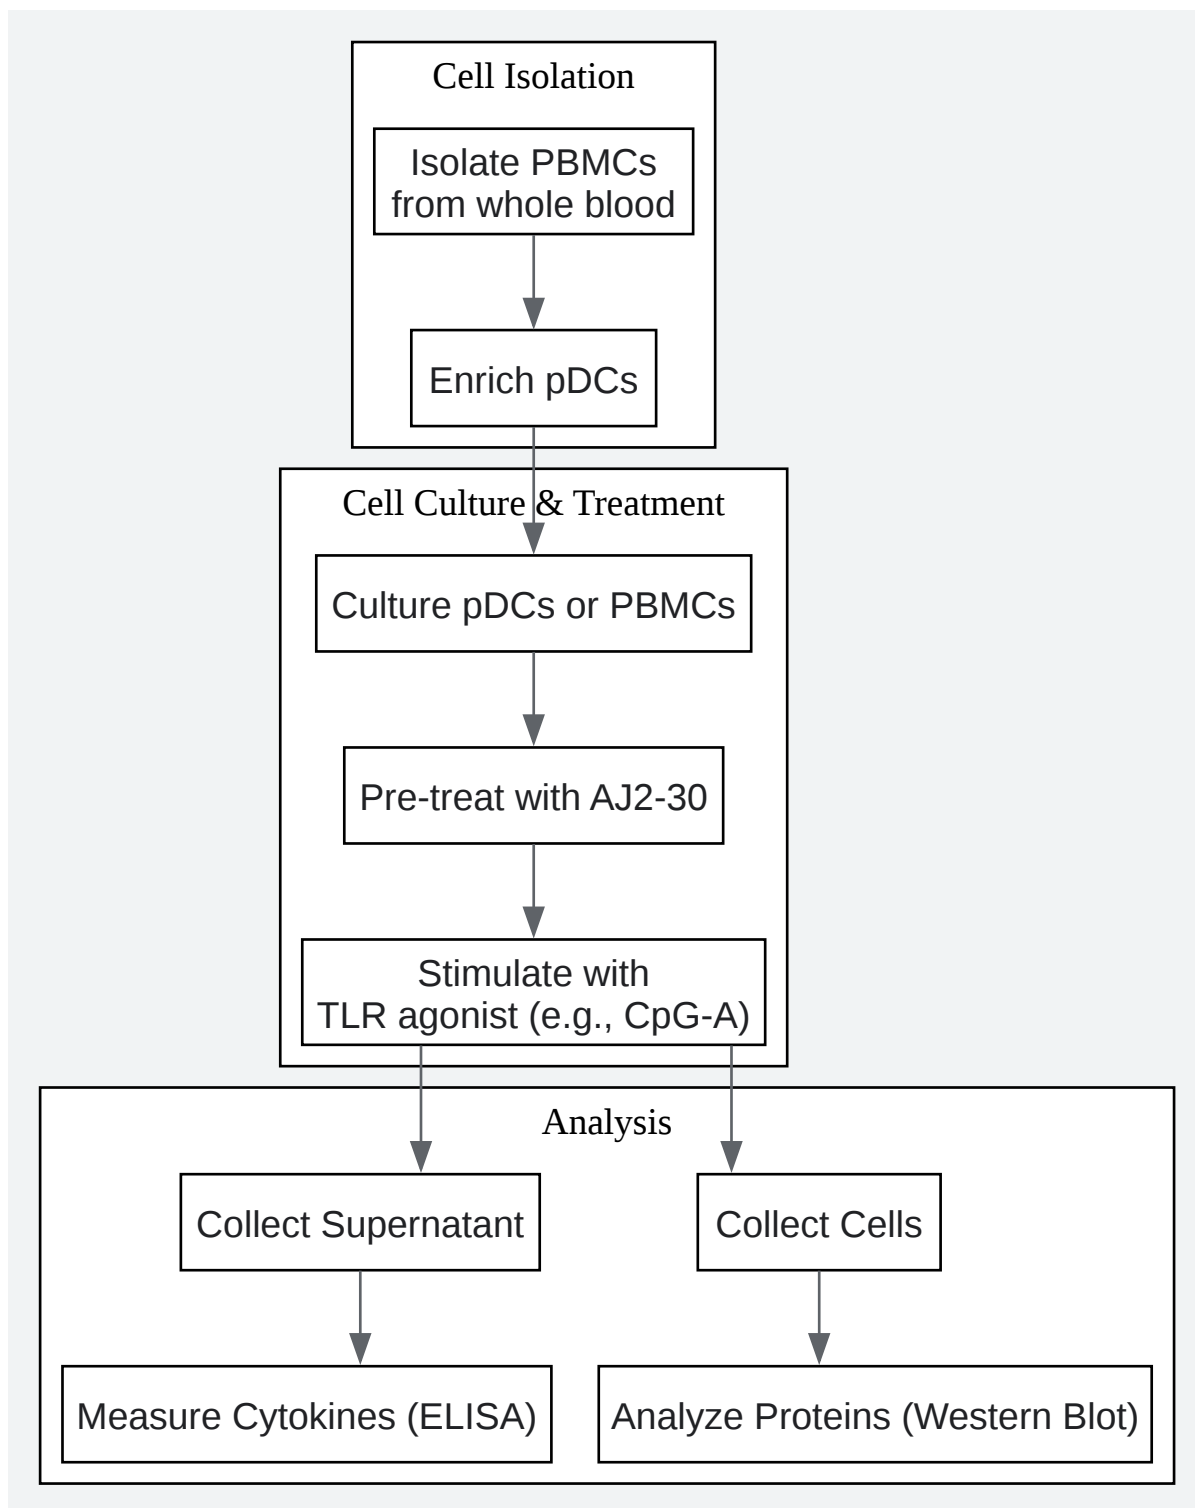 Cell Isolation
Isolate PBMCs
from whole blood
Enrich pDCs
Cell Culture & Treatment
Culture pDCs or PBMCs
Pre-treat with AJ2-30
Stimulate with
TLR agonist (e.g., CpG-A)
Analysis
Collect Supernatant
Collect Cells
Measure Cytokines (ELISA)
Analyze Proteins (Western Blot)